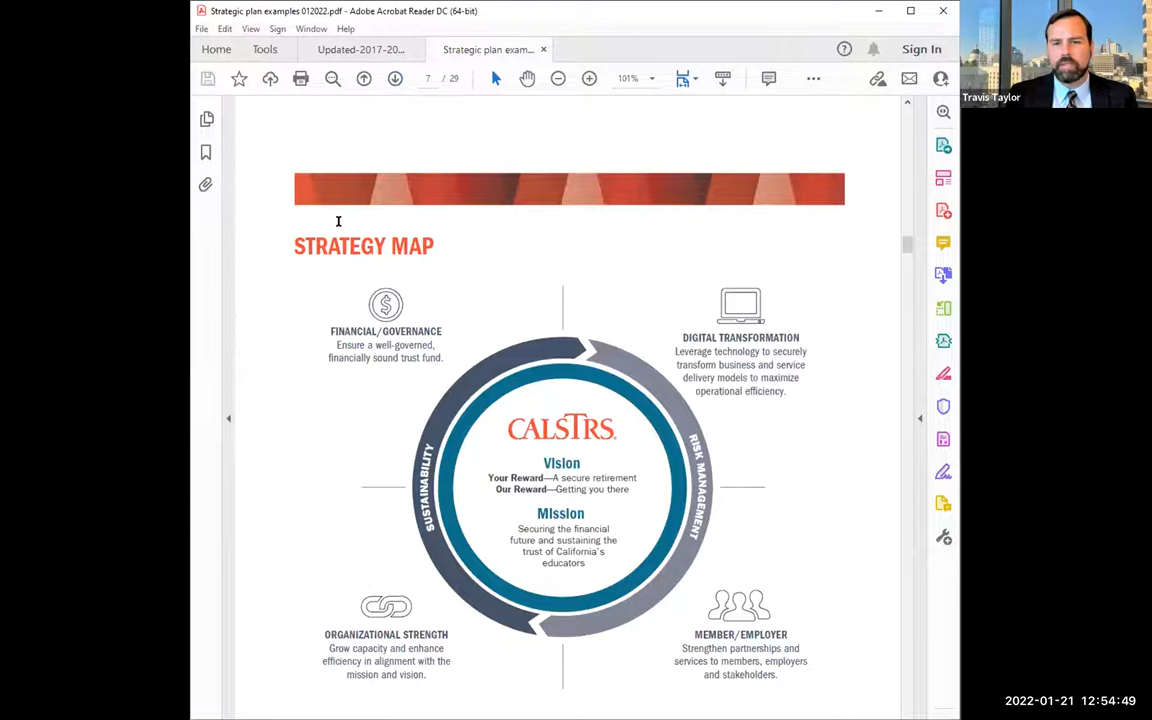 Strategic plan examples 012022.pdf - Adobe Acrobat Reader DC (64-bit)
File Edit View Sign Window Help
Home Tools Updated-2017-20... Strategic plan exam... × Sign In
7 / 29 101%
Travis Taylor
STRATEGY MAP
FINANCIAL/GOVERNANCE
Ensure a well-governed,
financially sound trust fund.
DIGITAL TRANSFORMATION
Leverage technology to securely
transform business and service
delivery models to maximize
operational efficiency.
SUSTAINABILITY
RISK MANAGEMENT
CALSTRS.
Vision
Your Reward—A secure retirement
Our Reward—Getting you there
Mission
Securing the financial
future and sustaining the
trust of California's
educators
ORGANIZATIONAL STRENGTH
Grow capacity and enhance
efficiency in alignment with the
mission and vision.
MEMBER/EMPLOYER
Strengthen partnerships and
services to members, employers
and stakeholders.
2022-01-21 12:54:49